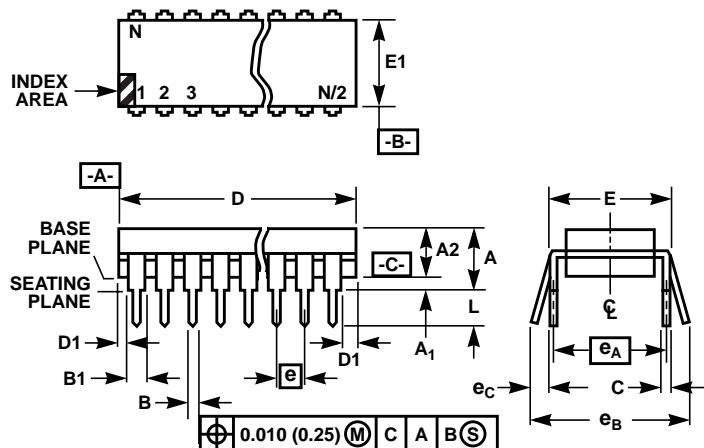 N
E1
INDEX
AREA
1 2 3 N/2
-B-
-A-
D
E
BASE
PLANE
A2
A
-C-
SEATING
PLANE
L
C
L
D1
A1
D1
eA
B1
e
eC
C
B
eB
⌖ 0.010 (0.25) Ⓜ C A B Ⓢ